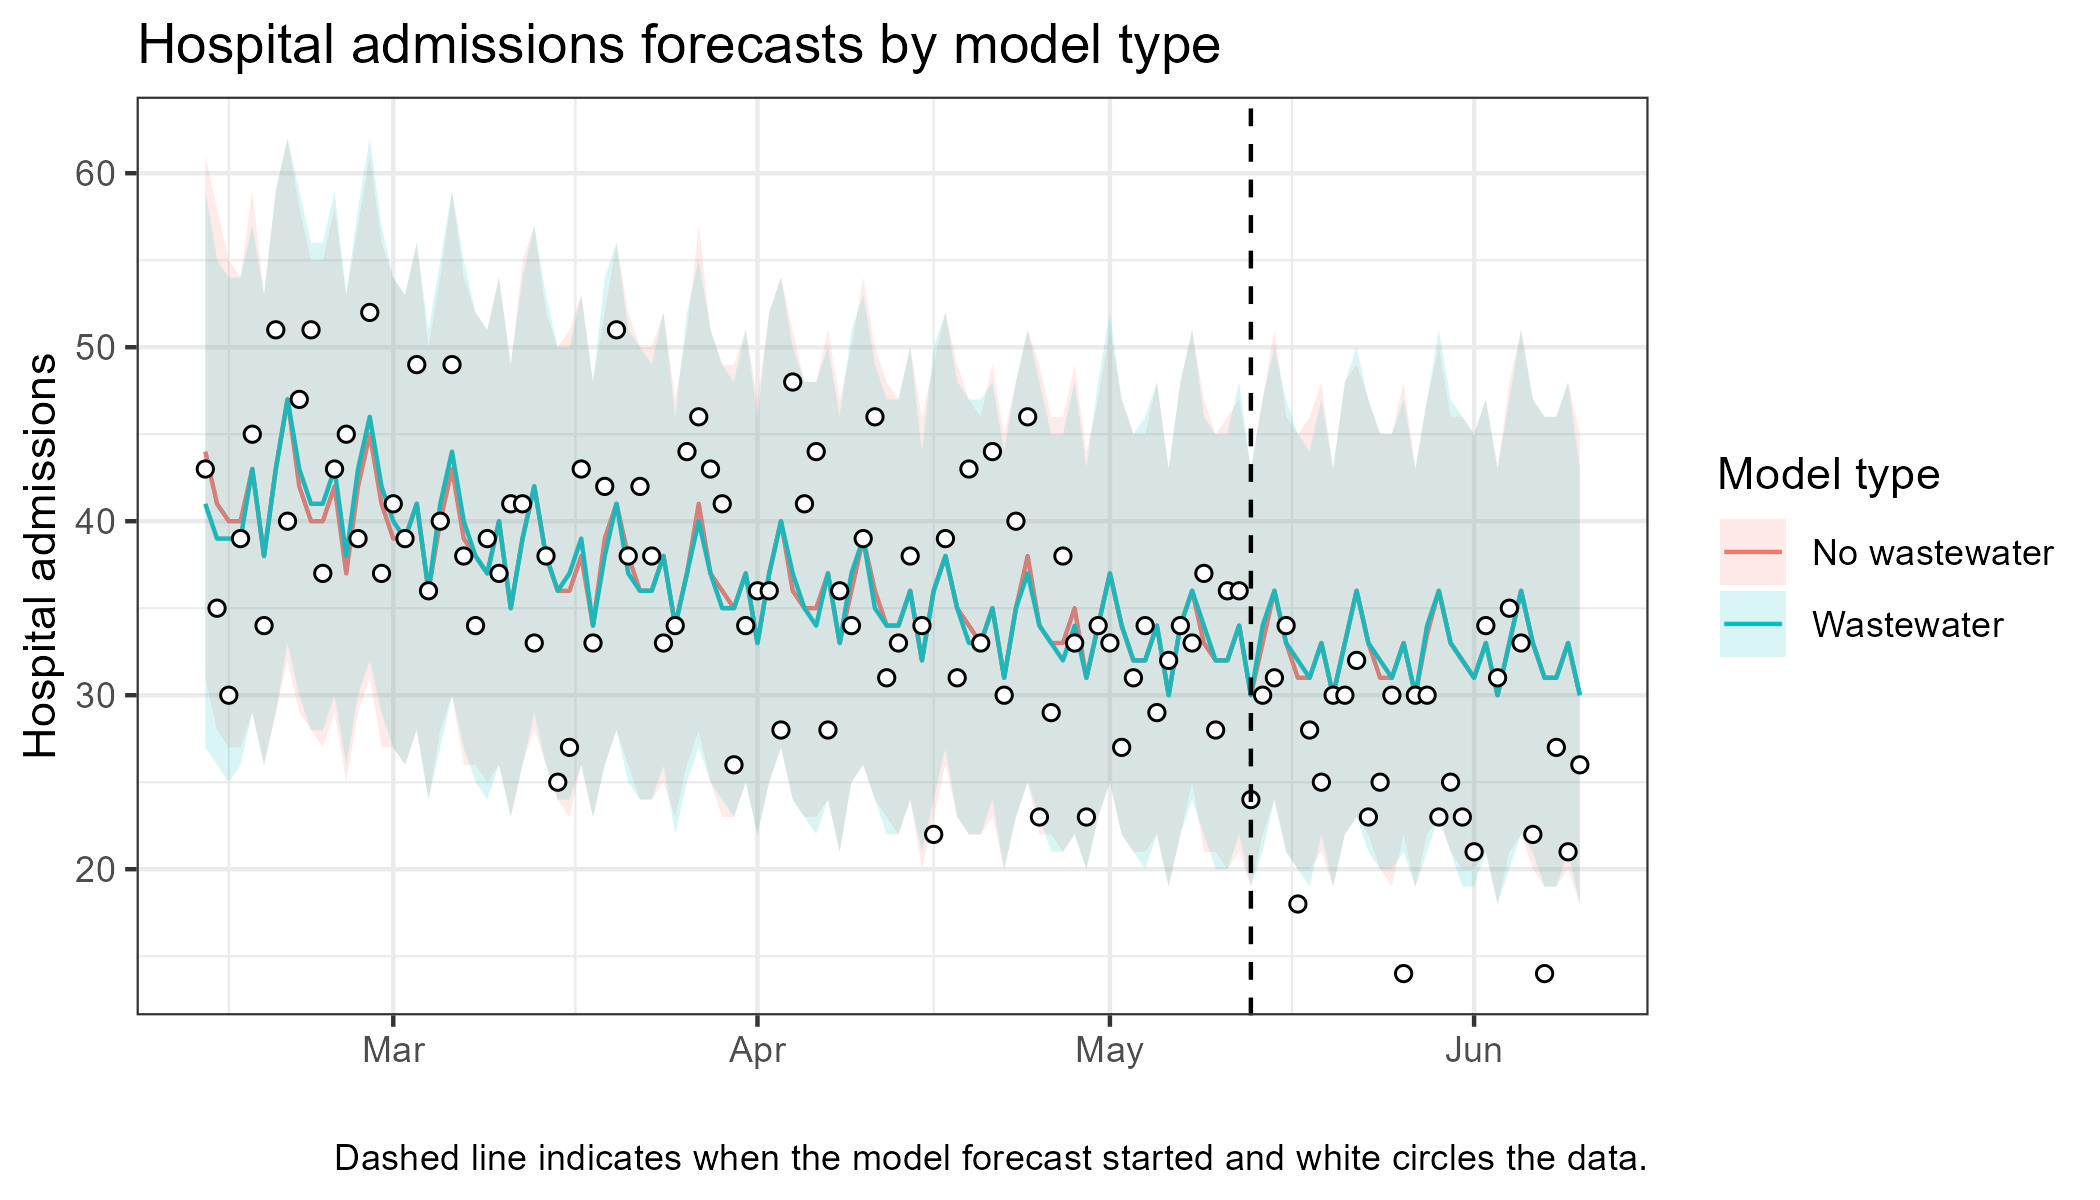 Hospital admissions forecasts by model type
Hospital admissions
60
50
40
30
20
Mar
Apr
May
Jun
Model type
No wastewater
Wastewater
Dashed line indicates when the model forecast started and white circles the data.